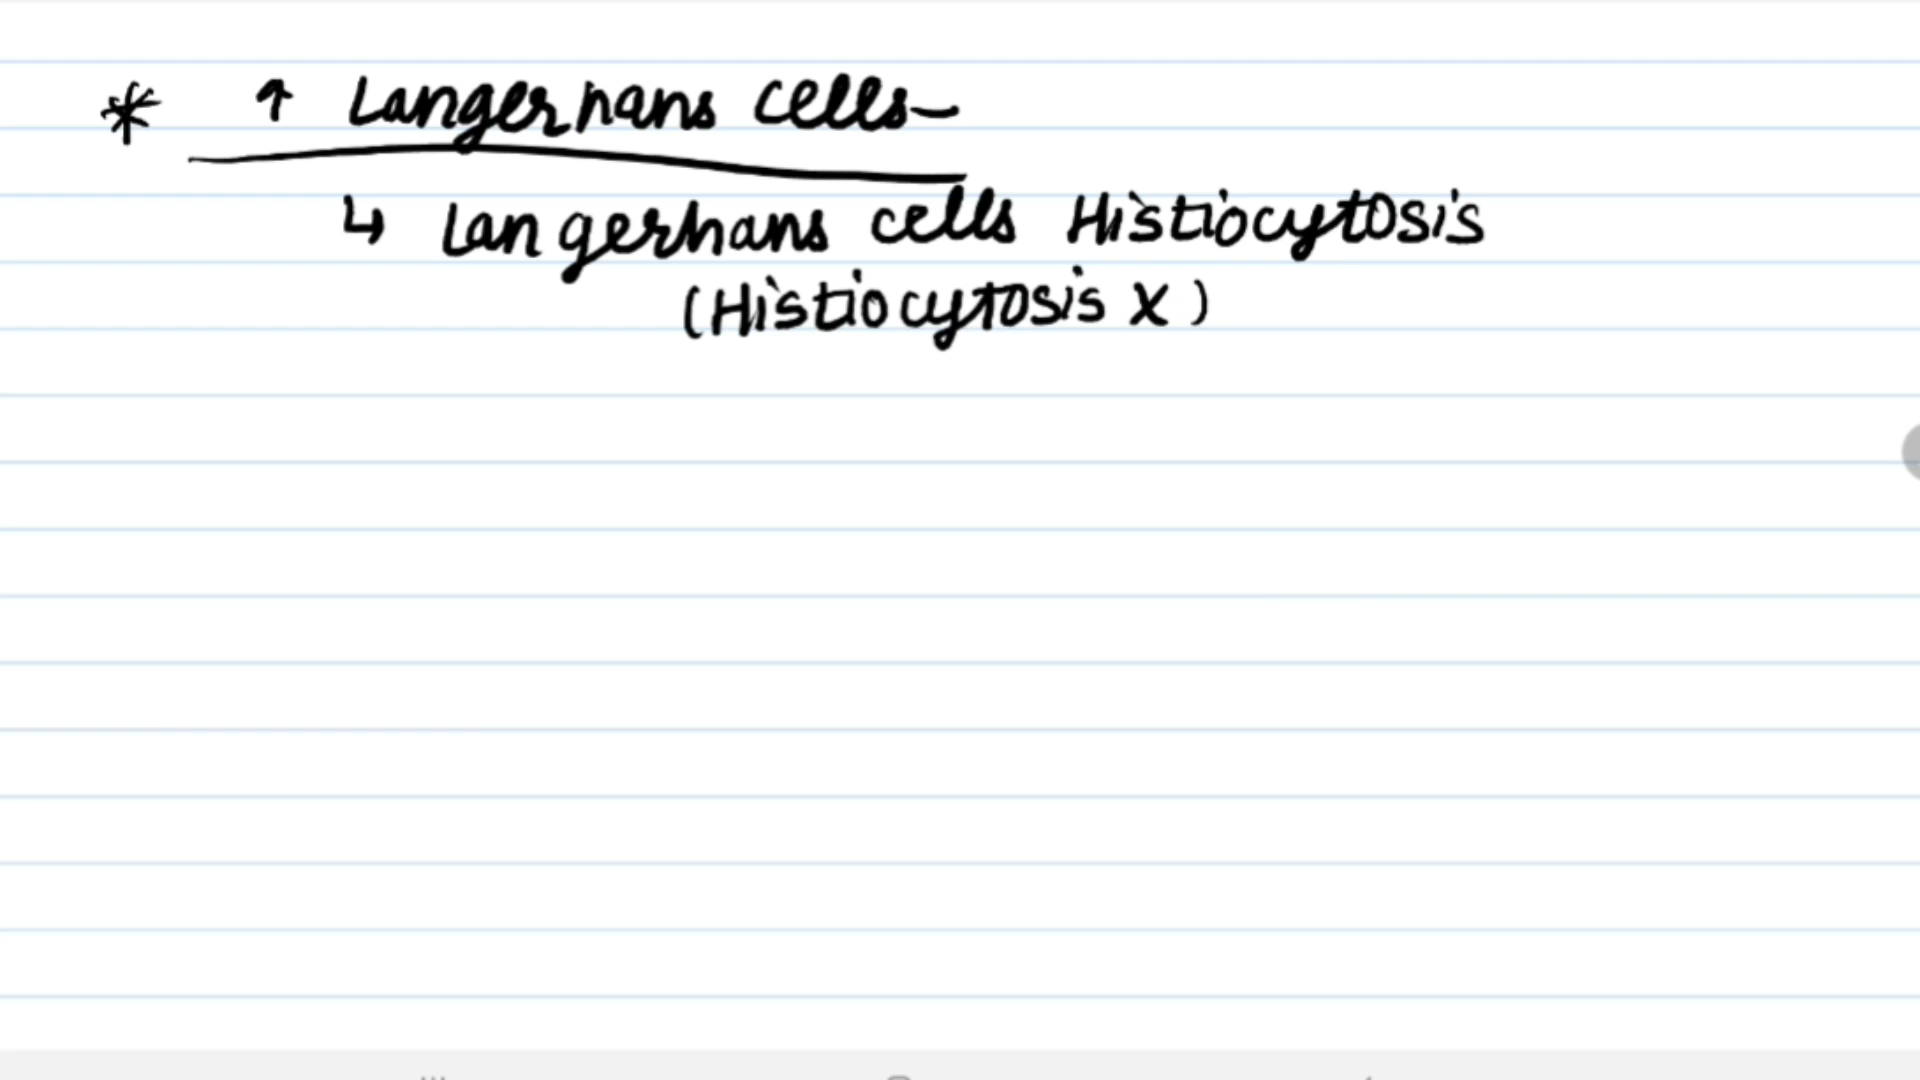 * ↑ Langerhans cells-
↳ Langerhans cells Histiocytosis
(Histiocytosis X)